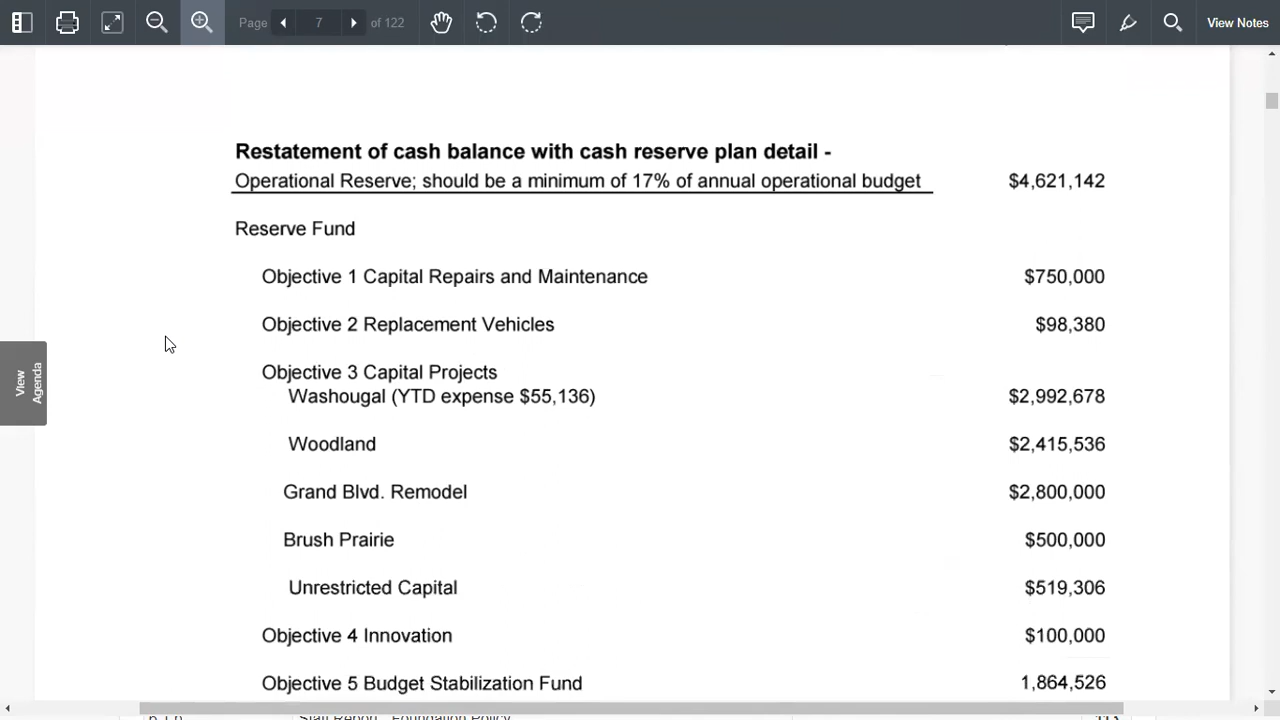 Page 7 of 122 View Notes
Restatement of cash balance with cash reserve plan detail -
Operational Reserve; should be a minimum of 17% of annual operational budget $4,621,142
Reserve Fund
Objective 1 Capital Repairs and Maintenance $750,000
Objective 2 Replacement Vehicles $98,380
Objective 3 Capital Projects
Washougal (YTD expense $55,136) $2,992,678
Woodland $2,415,536
Grand Blvd. Remodel $2,800,000
Brush Prairie $500,000
Unrestricted Capital $519,306
Objective 4 Innovation $100,000
Objective 5 Budget Stabilization Fund 1,864,526
View
Agenda
Staff Report - Foundation Policy